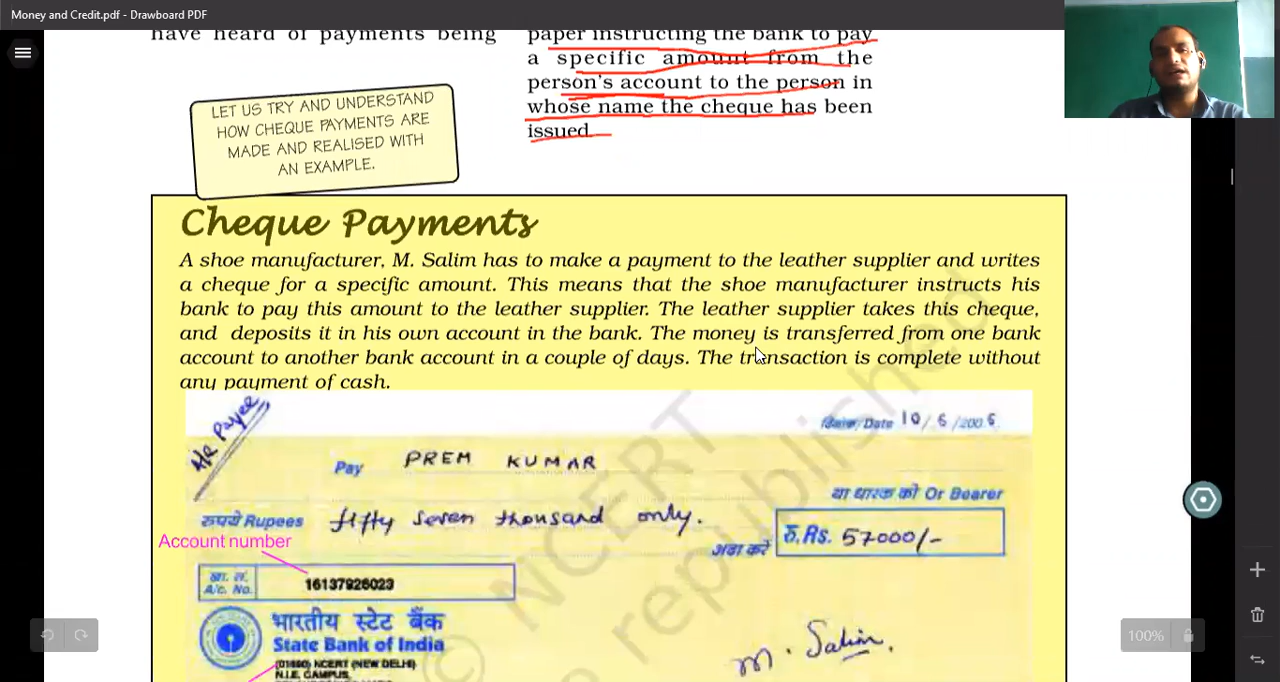 Money and Credit.pdf - Drawboard PDF
have heard of payments being
paper instructing the bank to pay
a specific amount from the
person's account to the person in
whose name the cheque has been
issued.
LET US TRY AND UNDERSTAND
HOW CHEQUE PAYMENTS ARE
MADE AND REALISED WITH
AN EXAMPLE.
Cheque Payments
A shoe manufacturer, M. Salim has to make a payment to the leather supplier and writes
a cheque for a specific amount. This means that the shoe manufacturer instructs his
bank to pay this amount to the leather supplier. The leather supplier takes this cheque,
and deposits it in his own account in the bank. The money is transferred from one bank
account to another bank account in a couple of days. The transaction is complete without
any payment of cash.
A/c Payee
दिनांक/Date 10/6/2006
Pay PREM KUMAR
या धारक को Or Bearer
रुपये Rupees fifty seven thousand only.
अदा करें
रु.Rs. 57000/-
Account number
खा. सं.
A/c. No.
16137926023
भारतीय स्टेट बैंक
State Bank of India
(01690) NCERT (NEW DELHI)
N.I.E. CAMPUS,
M. Salim.
© NCERT
republished
100%